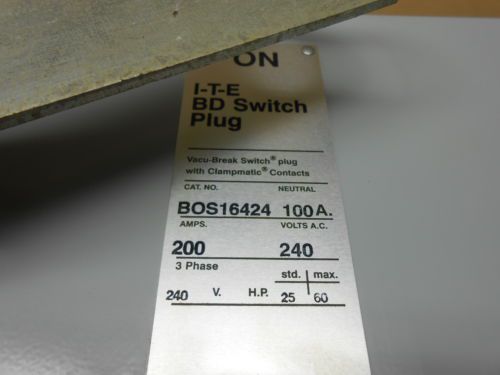 ON
I-T-E
BD Switch
Plug
Vacu-Break Switch® plug
with Clampmatic® Contacts
CAT. NO. NEUTRAL
BOS16424 100A.
AMPS. VOLTS A.C.
200 240
3 Phase std. max.
240 V. H.P. 25 60